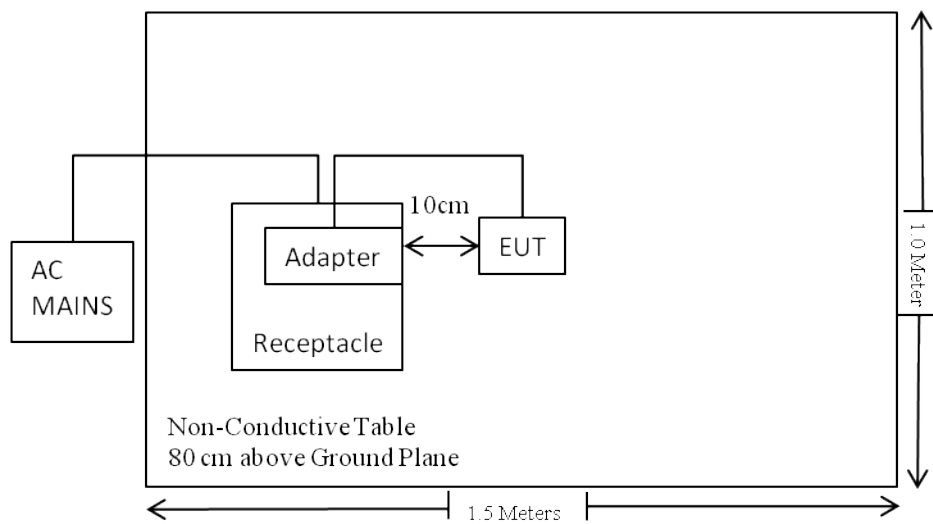 10cm
Adapter
EUT
AC
MAINS
Receptacle
1.0 Meter
Non-Conductive Table
80 cm above Ground Plane
1.5 Meters